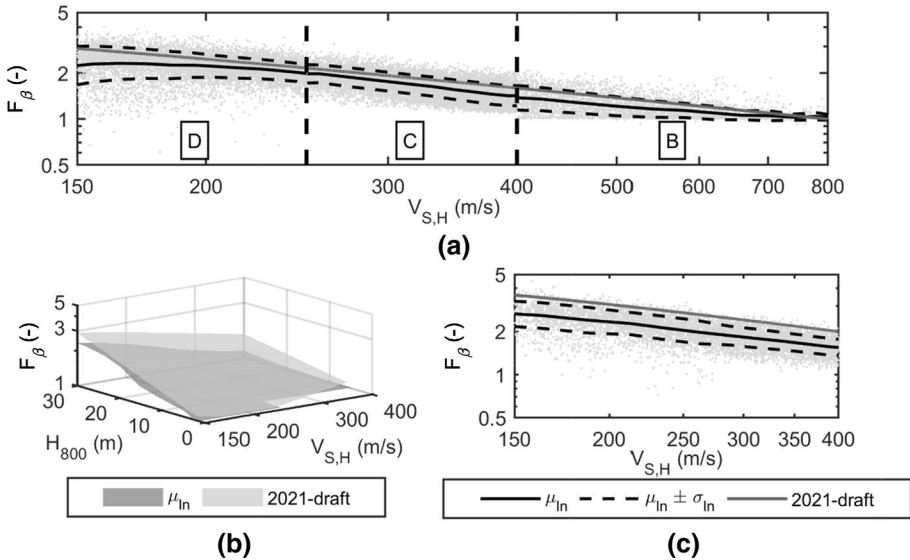 5
2
1
0.5
F_β (-)
D
C
B
150 200 300 400 500 600 700 800
V_S,H (m/s)
(a)
5
3
1
F_β (-)
30 20 10 0
H_800 (m)
150 200 300 400
V_S,H (m/s)
μ_ln 2021-draft
(b)
5
2
1
0.5
F_β (-)
150 200 250 300 350 400
V_S,H (m/s)
μ_ln μ_ln ± σ_ln 2021-draft
(c)